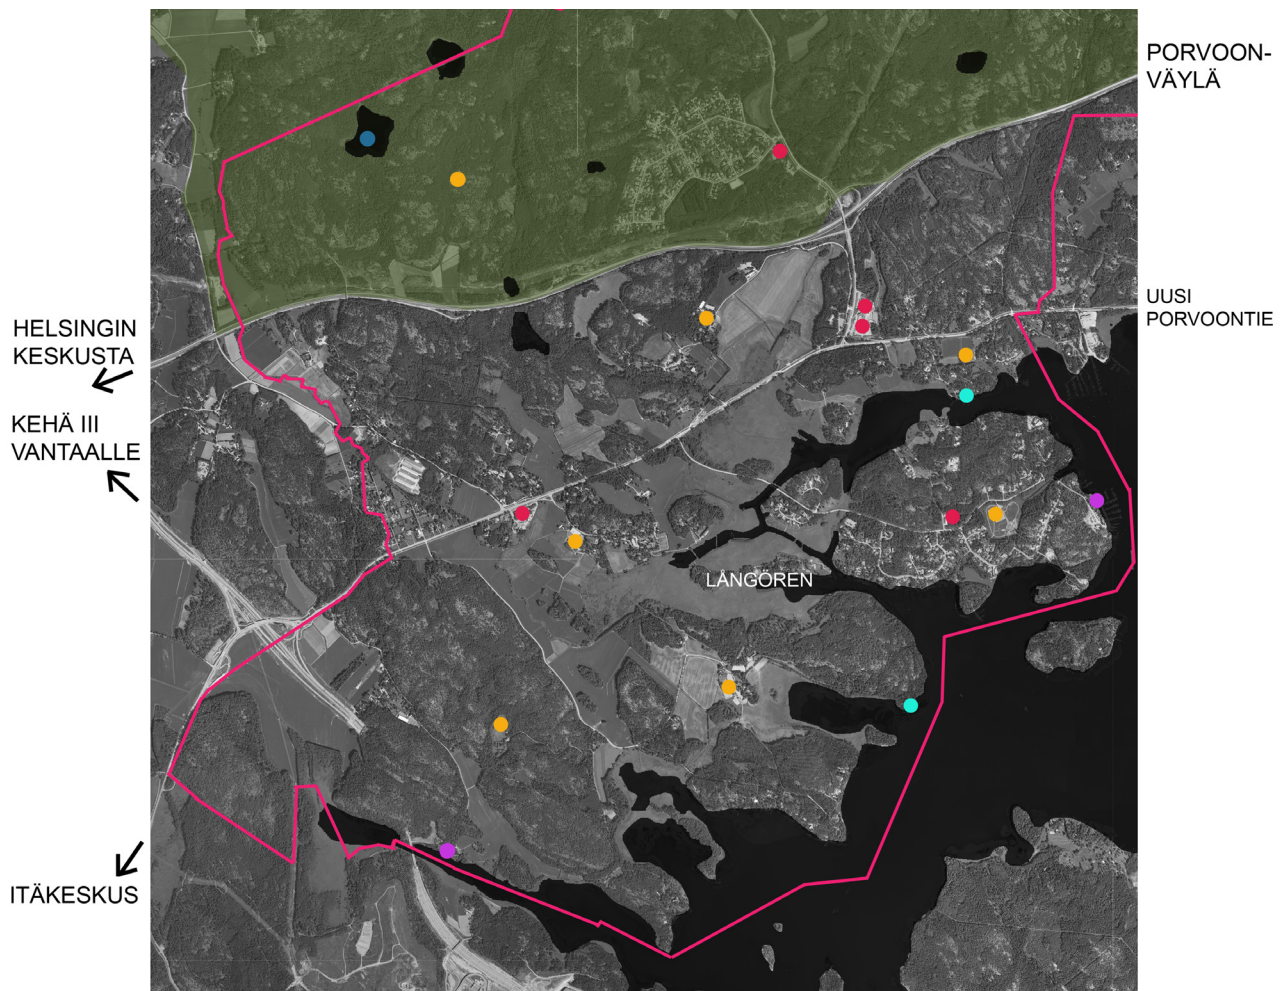 PORVOON-
VÄYLÄ
UUSI
PORVOONTIE
HELSINGIN
KESKUSTA
KEHÄ III
VANTAALLE
LÅNGÖREN
ITÄKESKUS